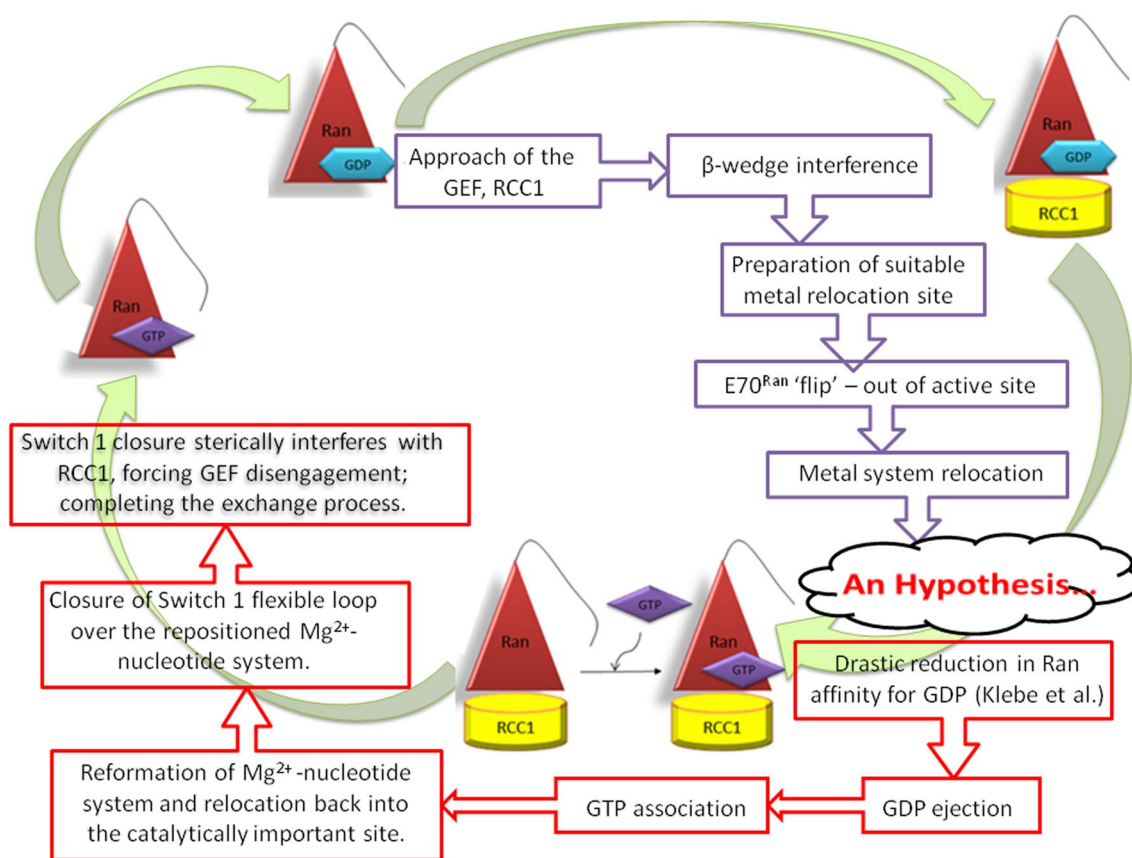 Ran
GDP
Approach of the
GEF, RCC1
β-wedge interference
Ran
GDP
RCC1
Preparation of suitable
metal relocation site
E70ᴿᵃⁿ ‘flip’ – out of active site
Metal system relocation
An Hypothesis...
Drastic reduction in Ran
affinity for GDP (Klebe et al.)
GDP ejection
GTP association
Ran
RCC1
GTP
Ran
GTP
RCC1
Reformation of Mg²⁺-nucleotide
system and relocation back into
the catalytically important site.
Closure of Switch 1 flexible loop
over the repositioned Mg²⁺-
nucleotide system.
Switch 1 closure sterically interferes with
RCC1, forcing GEF disengagement;
completing the exchange process.
Ran
GTP